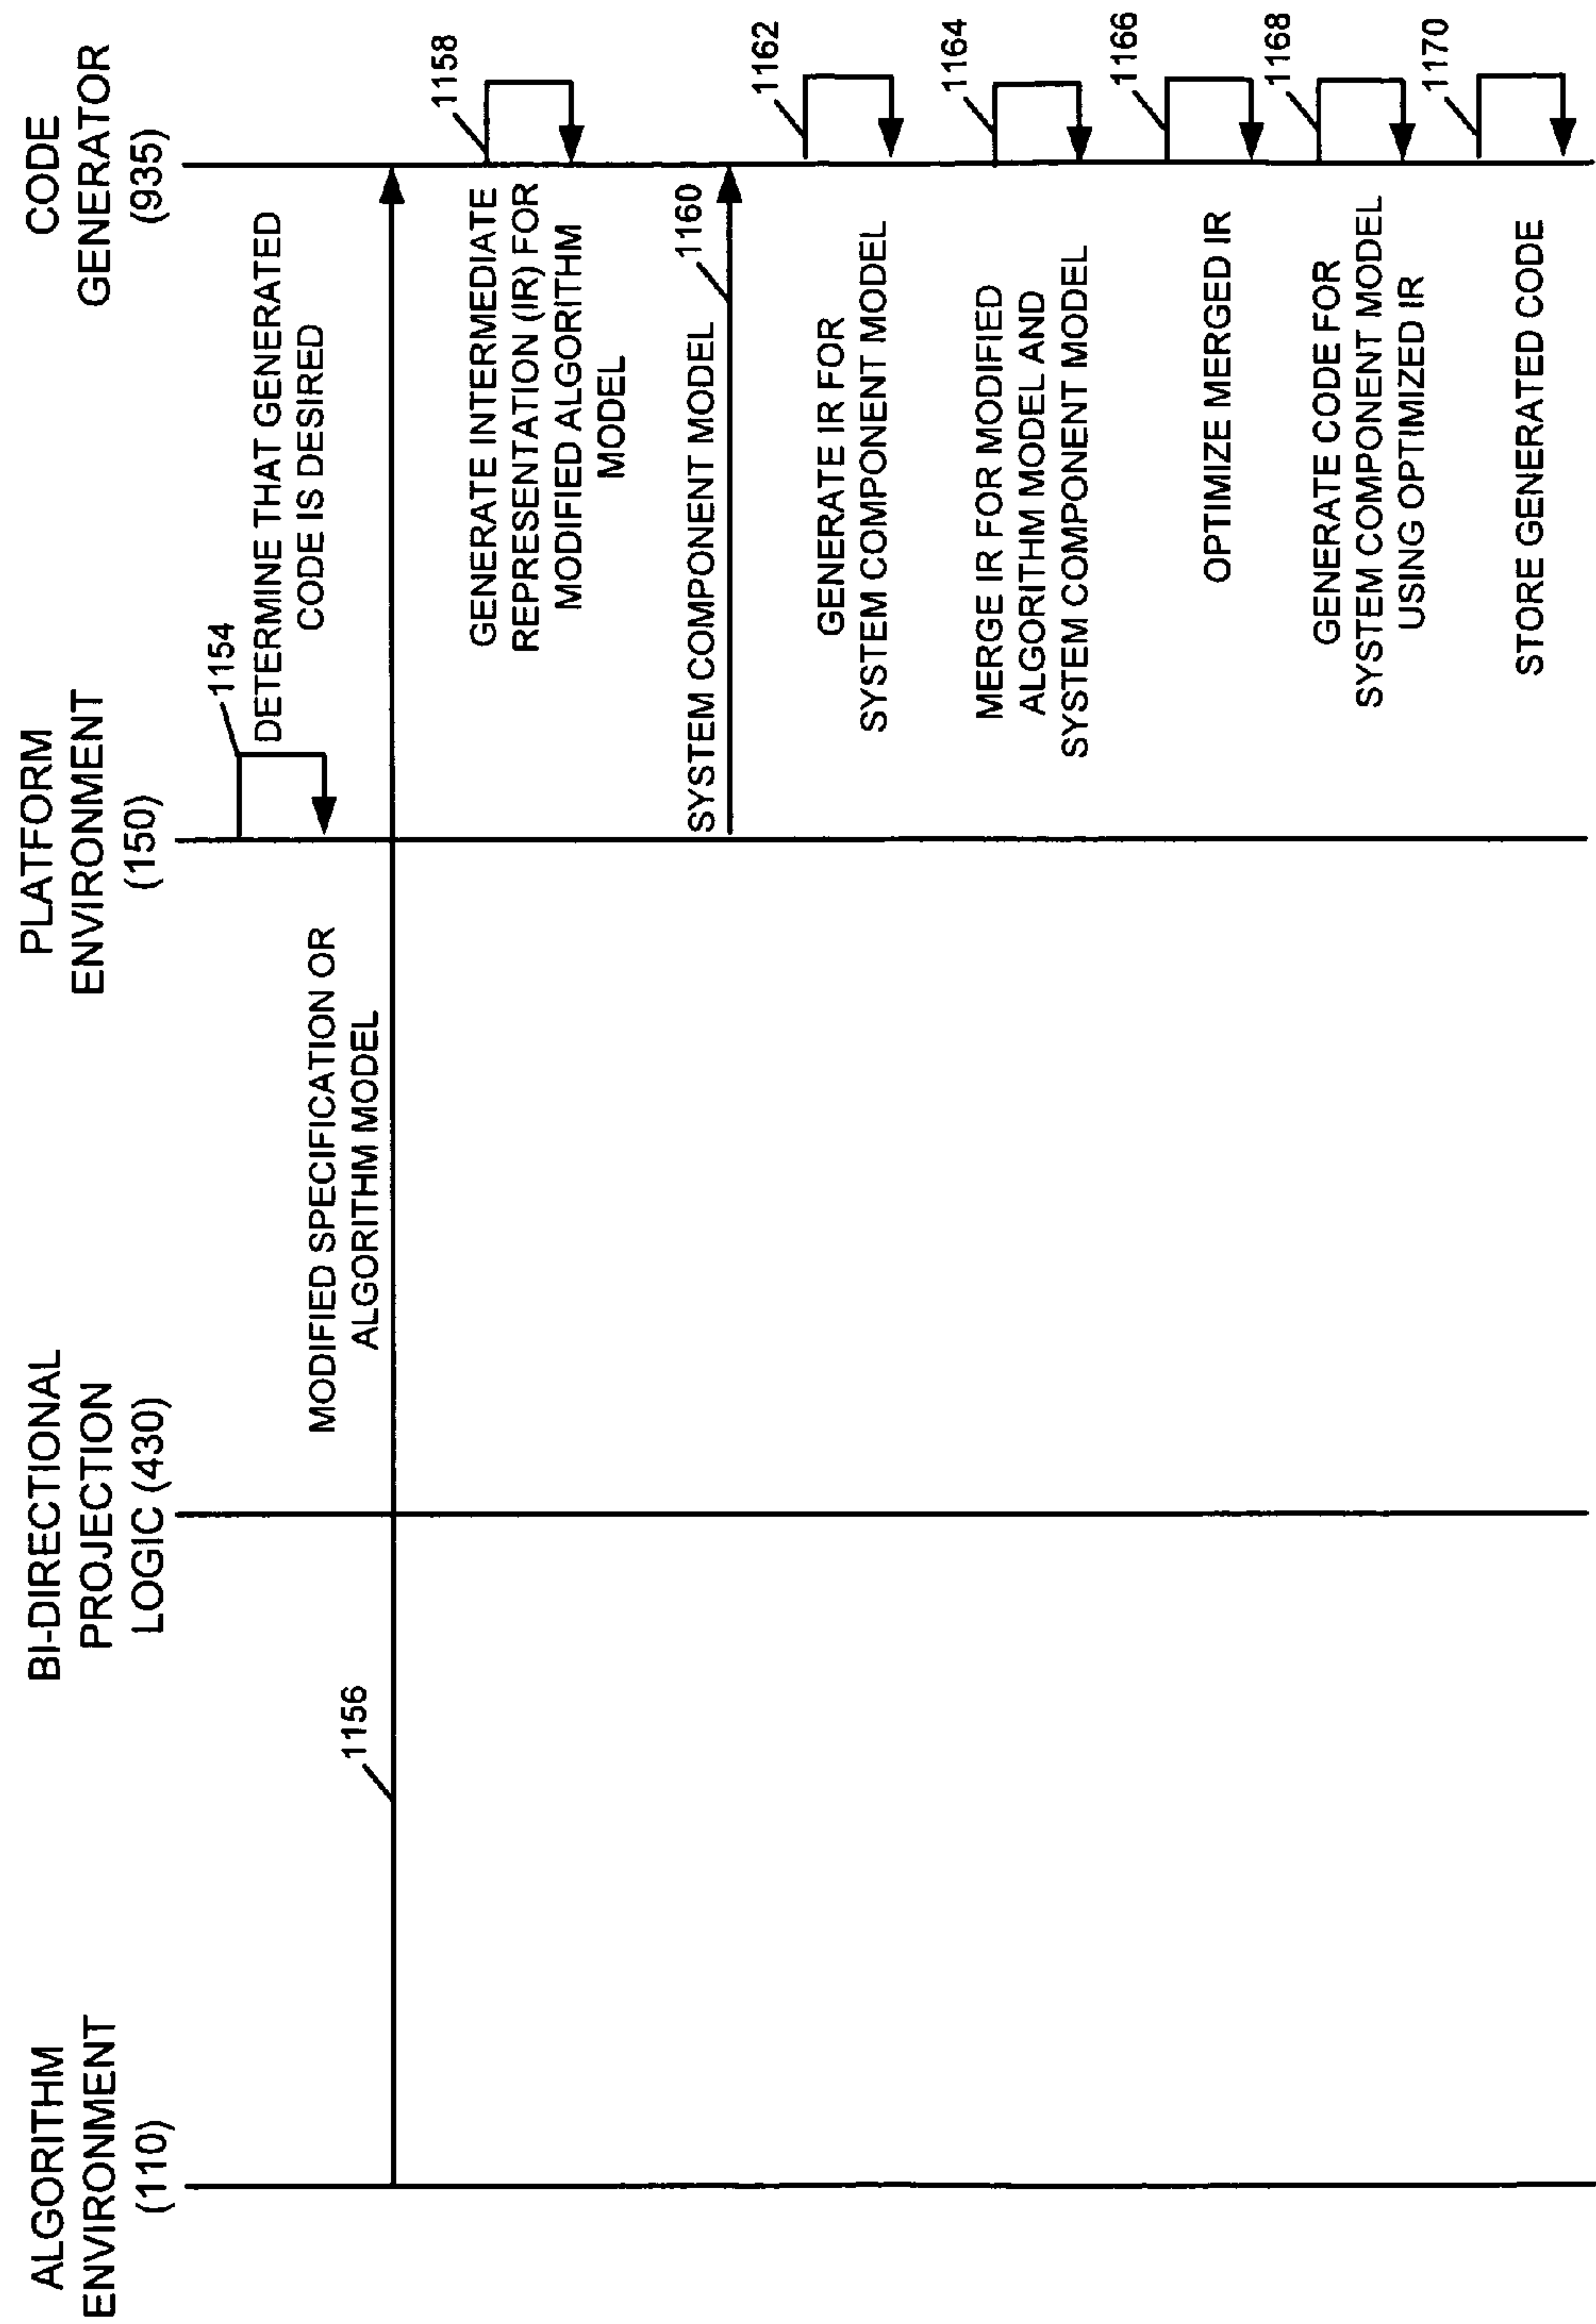 ALGORITHM
ENVIRONMENT
(110)
BI-DIRECTIONAL
PROJECTION
LOGIC (430)
PLATFORM
ENVIRONMENT
(150)
CODE
GENERATOR
(935)
1154
DETERMINE THAT GENERATED
CODE IS DESIRED
1156
MODIFIED SPECIFICATION OR
ALGORITHM MODEL
1158
GENERATE INTERMEDIATE
REPRESENTATION (IR) FOR
MODIFIED ALGORITHM
MODEL
SYSTEM COMPONENT MODEL
1160
1162
GENERATE IR FOR
SYSTEM COMPONENT MODEL
1164
MERGE IR FOR MODIFIED
ALGORITHM MODEL AND
SYSTEM COMPONENT MODEL
1166
OPTIMIZE MERGED IR
1168
GENERATE CODE FOR
SYSTEM COMPONENT MODEL
USING OPTIMIZED IR
1170
STORE GENERATED CODE